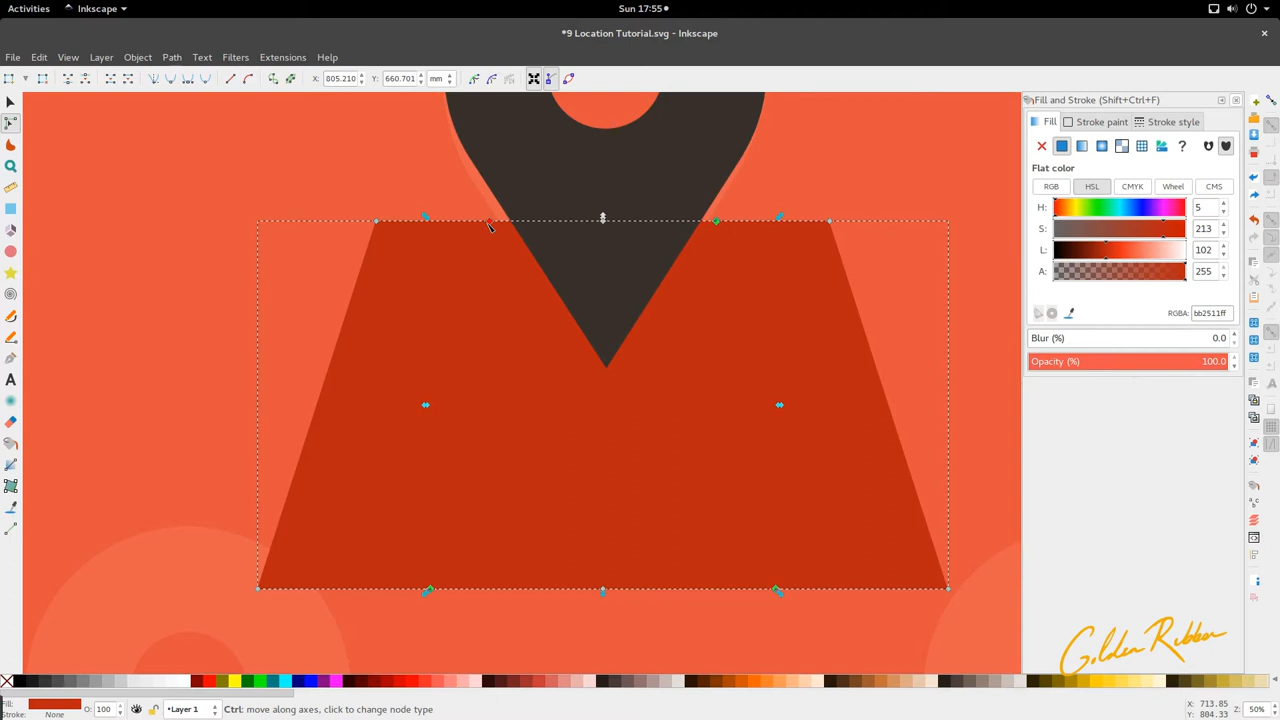 Activities Inkscape Sun 17:55
*9 Location Tutorial.svg - Inkscape
File Edit View Layer Object Path Text Filters Extensions Help
X: 805.210 Y: 660.701 mm
Fill and Stroke (Shift+Ctrl+F)
Fill Stroke paint Stroke style
Flat color
RGB HSL CMYK Wheel CMS
H: 5
S: 213
L: 102
A: 255
RGBA: bb2511ff
Blur (%) 0.0
Opacity (%) 100.0
Golden Ribbon
Fill:
Stroke: None
O: 100
Layer 1
Ctrl: move along axes, click to change node type
X: 713.85
Y: 804.33
Z: 50%